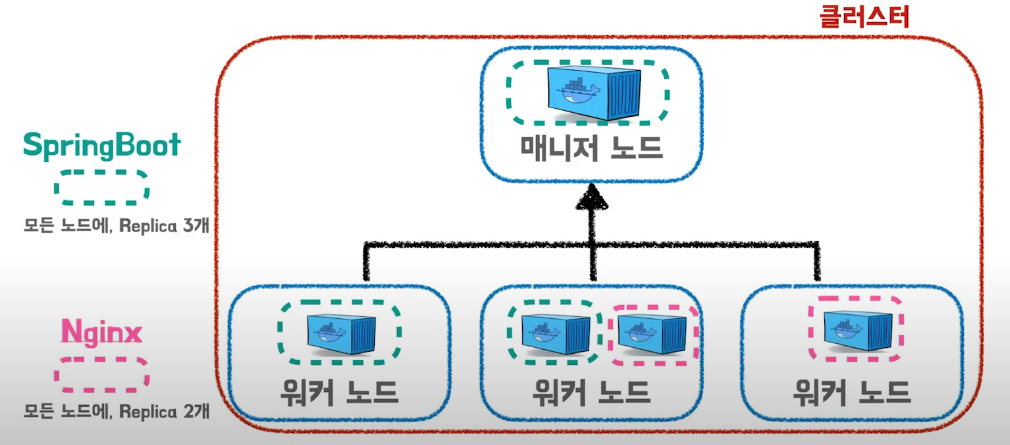 클러스터
매니저 노드
SpringBoot
모든 노드에, Replica 3개
Nginx
모든 노드에, Replica 2개
워커 노드
워커 노드
워커 노드